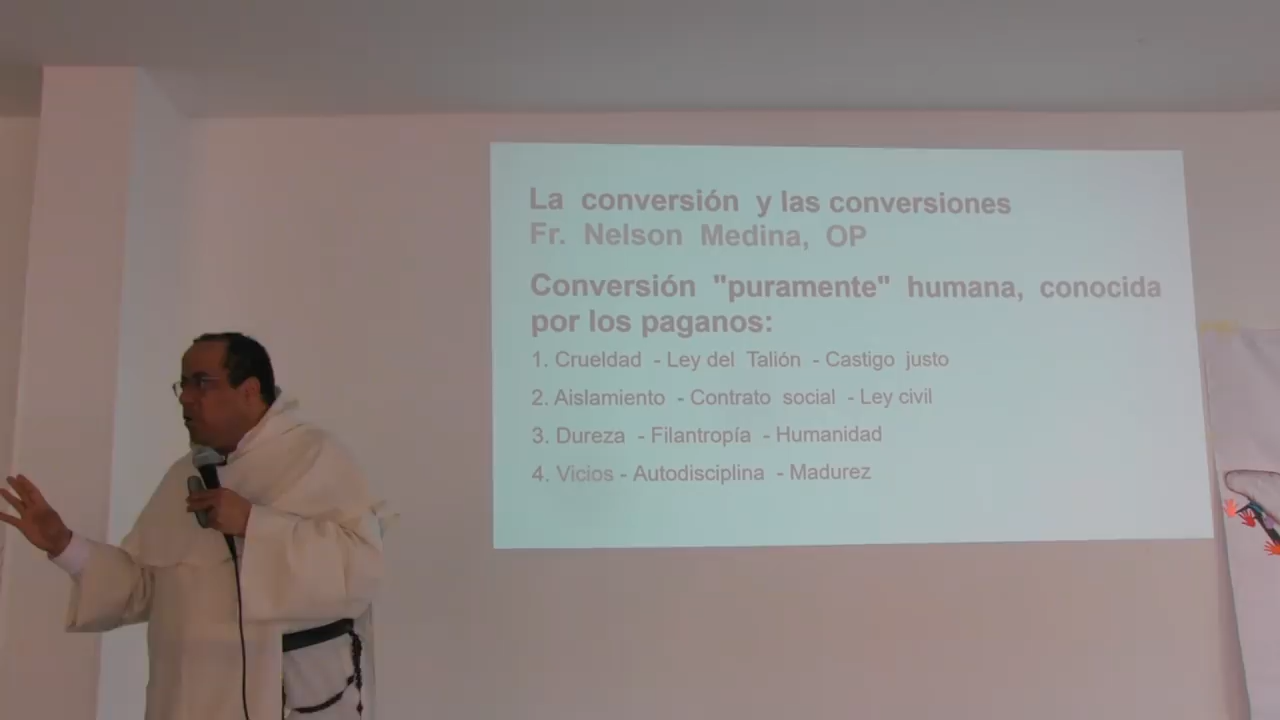 La conversión y las conversiones
Fr. Nelson Medina, OP
Conversión "puramente" humana, conocida
por los paganos:
1. Crueldad - Ley del Talión - Castigo justo
2. Aislamiento - Contrato social - Ley civil
3. Dureza - Filantropía - Humanidad
4. Vicios - Autodisciplina - Madurez